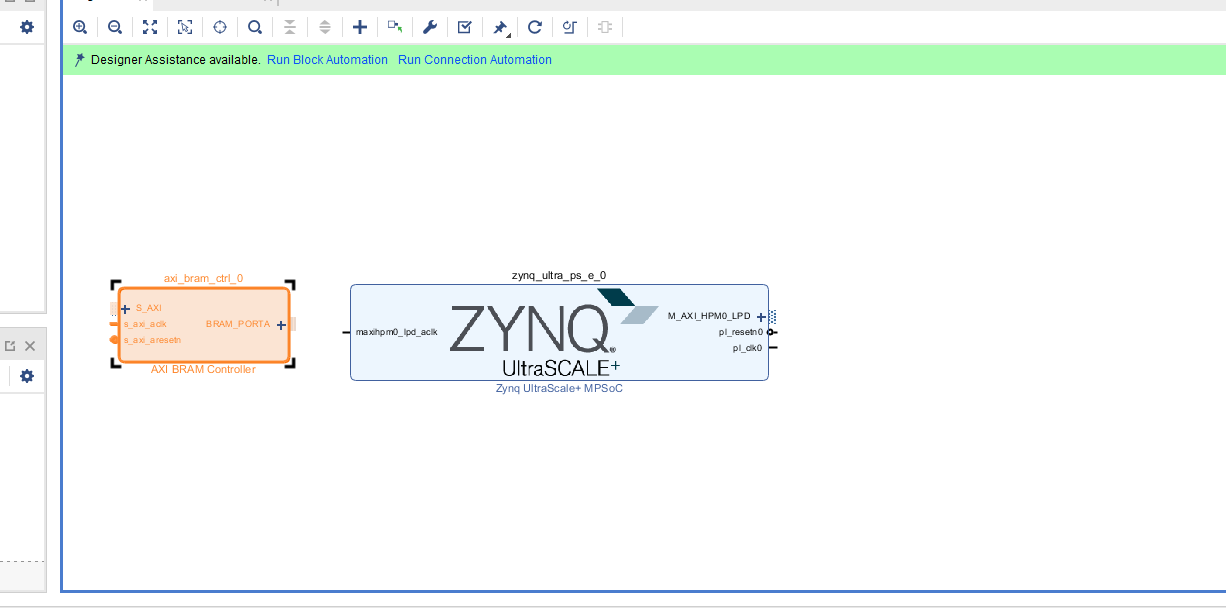 Designer Assistance available. Run Block Automation Run Connection Automation
axi_bram_ctrl_0
S_AXI
s_axi_aclk
s_axi_aresetn
BRAM_PORTA
AXI BRAM Controller
zynq_ultra_ps_e_0
maxihpm0_lpd_aclk
ZYNQ®
UltraSCALE+
M_AXI_HPM0_LPD
pl_resetn0
pl_clk0
Zynq UltraScale+ MPSoC